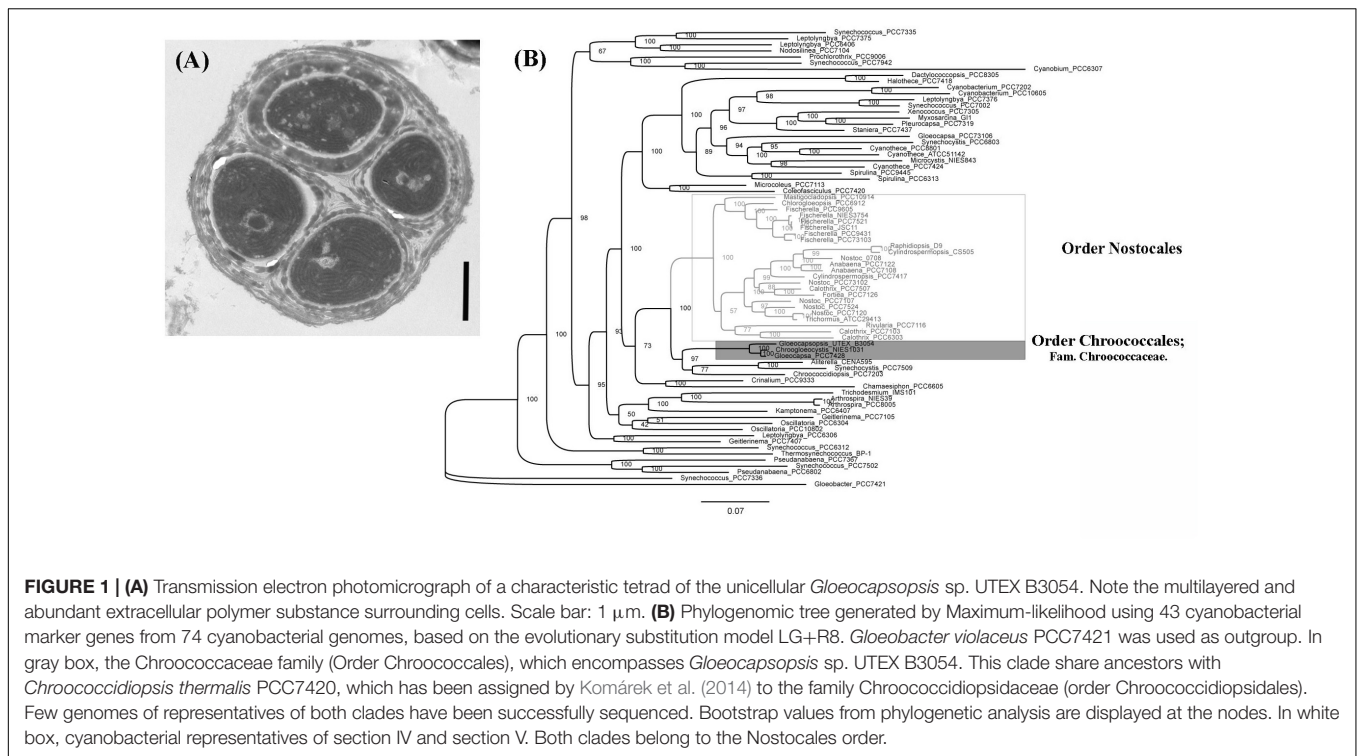 (A)
(B)
Synechococcus_PCC7335
Leptolyngbya_PCC7375
Leptolyngbya_PCC6406
Nodosilinea_PCC7104
Prochlorothrix_PCC9006
Synechococcus_PCC7942
Cyanobium_PCC6307
Dactylococcopsis_PCC8305
Halothece_PCC7418
Cyanobacterium_PCC7202
Cyanobacterium_PCC10605
Leptolyngbya_PCC7376
Synechococcus_PCC7002
Xenococcus_PCC7305
Myxosarcina_GI1
Pleurocapsa_PCC7319
Staniera_PCC7437
Gloeocapsa_PCC73106
Synechocystis_PCC6803
Cyanothece_PCC8801
Cyanothece_ATCC51142
Microcystis_NIES843
Cyanothece_PCC7424
Spirulina_PCC9445
Spirulina_PCC6313
Microcoleus_PCC7113
Coleofasciculus_PCC7420
Mastigocladopsis_PCC10914
Chlorogloeopsis_PCC6912
Fischerella_PCC9605
Fischerella_NIES3754
Fischerella_PCC7521
Fischerella_JSC11
Fischerella_PCC9431
Fischerella_PCC73103
Raphidiopsis_D9
Cylindrospermopsis_CS505
Nostoc_0708
Anabaena_PCC7122
Anabaena_PCC7108
Cylindrospermopsis_PCC7417
Nostoc_PCC73102
Calothrix_PCC7507
Fortiea_PCC7126
Nostoc_PCC7107
Nostoc_PCC7524
Nostoc_PCC7120
Trichormus_ATCC29413
Rivularia_PCC7116
Calothrix_PCC7103
Calothrix_PCC6303
Gloeocapsopsis_UTEX_B3054
Chroogloeocystis_NIES1031
Gloeocapsa_PCC7428
Aliterella_CENA595
Synechocystis_PCC7509
Chroococcidiopsis_PCC7203
Crinalium_PCC9333
Chamaesiphon_PCC6605
Trichodesmium_IMS101
Arthrospira_NIES39
Arthrospira_PCC8005
Kamptonema_PCC6407
Geitlerinema_PCC7105
Oscillatoria_PCC6304
Oscillatoria_PCC10802
Leptolyngbya_PCC6306
Geitlerinema_PCC7407
Synechococcus_PCC6312
Thermosynechococcus_BP-1
Pseudanabaena_PCC7367
Synechococcus_PCC7502
Pseudanabaena_PCC6802
Synechococcus_PCC7336
Gloeobacter_PCC7421
Order Nostocales
Order Chroococcales;
Fam. Chroococcaceae.
0.07
FIGURE 1 | (A) Transmission electron photomicrograph of a characteristic tetrad of the unicellular Gloeocapsopsis sp. UTEX B3054. Note the multilayered and
abundant extracellular polymer substance surrounding cells. Scale bar: 1 μm. (B) Phylogenomic tree generated by Maximum-likelihood using 43 cyanobacterial
marker genes from 74 cyanobacterial genomes, based on the evolutionary substitution model LG+R8. Gloeobacter violaceus PCC7421 was used as outgroup. In
gray box, the Chroococcaceae family (Order Chroococcales), which encompasses Gloeocapsopsis sp. UTEX B3054. This clade share ancestors with
Chroococcidiopsis thermalis PCC7420, which has been assigned by Komárek et al. (2014) to the family Chroococcidiopsidaceae (order Chroococcidiopsidales).
Few genomes of representatives of both clades have been successfully sequenced. Bootstrap values from phylogenetic analysis are displayed at the nodes. In white
box, cyanobacterial representatives of section IV and section V. Both clades belong to the Nostocales order.